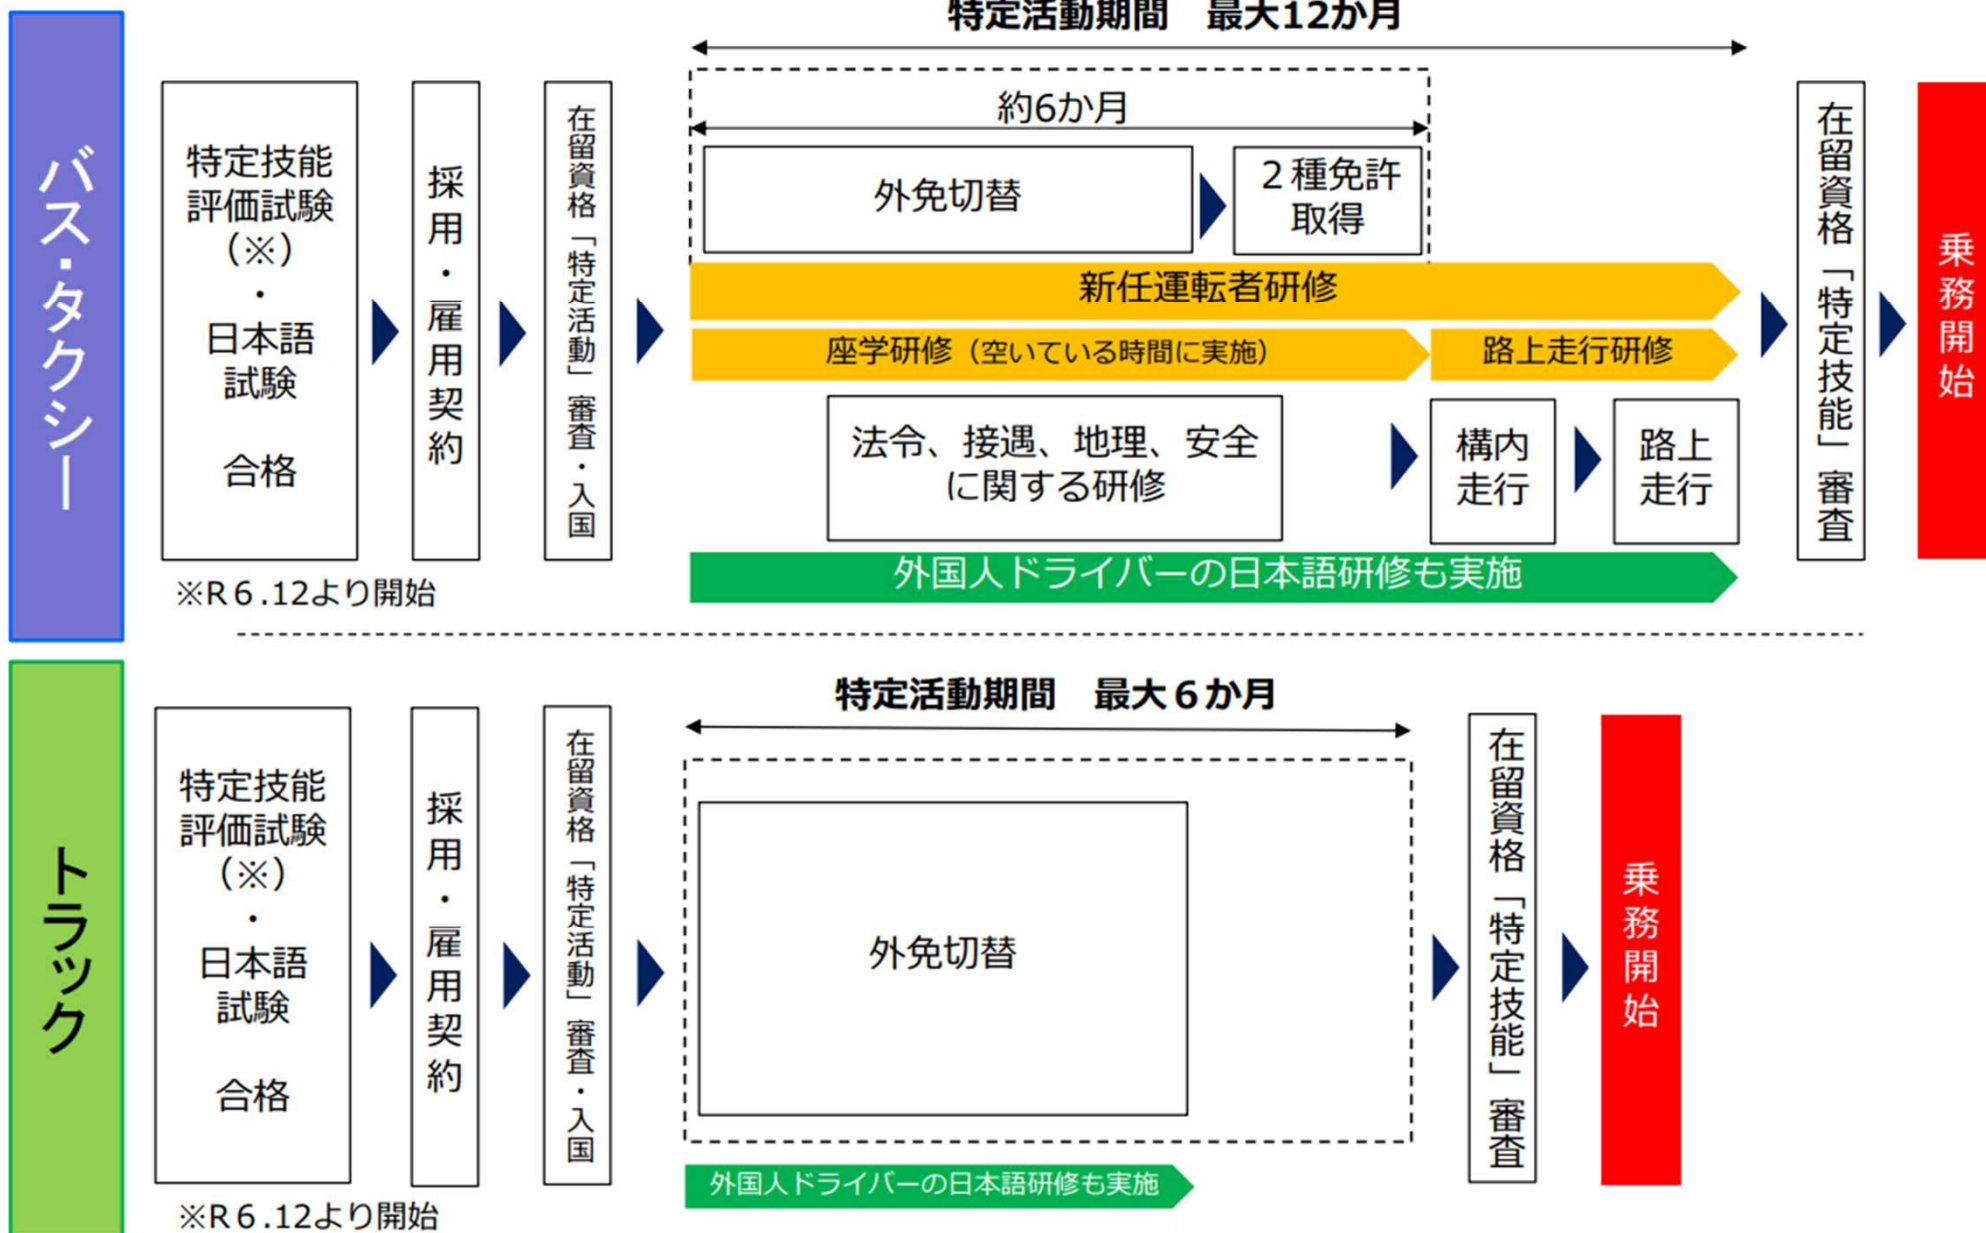 バス・タクシー
特定技能
評価試験
（※）
・
日本語
試験
合格
※R６.12より開始
採用・雇用契約
在留資格「特定活動」審査・入国
特定活動期間　最大12か月
約6か月
外免切替
２種免許
取得
新任運転者研修
座学研修（空いている時間に実施）
路上走行研修
法令、接遇、地理、安全
に関する研修
構内
走行
路上
走行
外国人ドライバーの日本語研修も実施
在留資格「特定技能」審査
乗務開始
トラック
特定技能
評価試験
（※）
・
日本語
試験
合格
※R６.12より開始
採用・雇用契約
在留資格「特定活動」審査・入国
特定活動期間　最大６か月
外免切替
外国人ドライバーの日本語研修も実施
在留資格「特定技能」審査
乗務開始